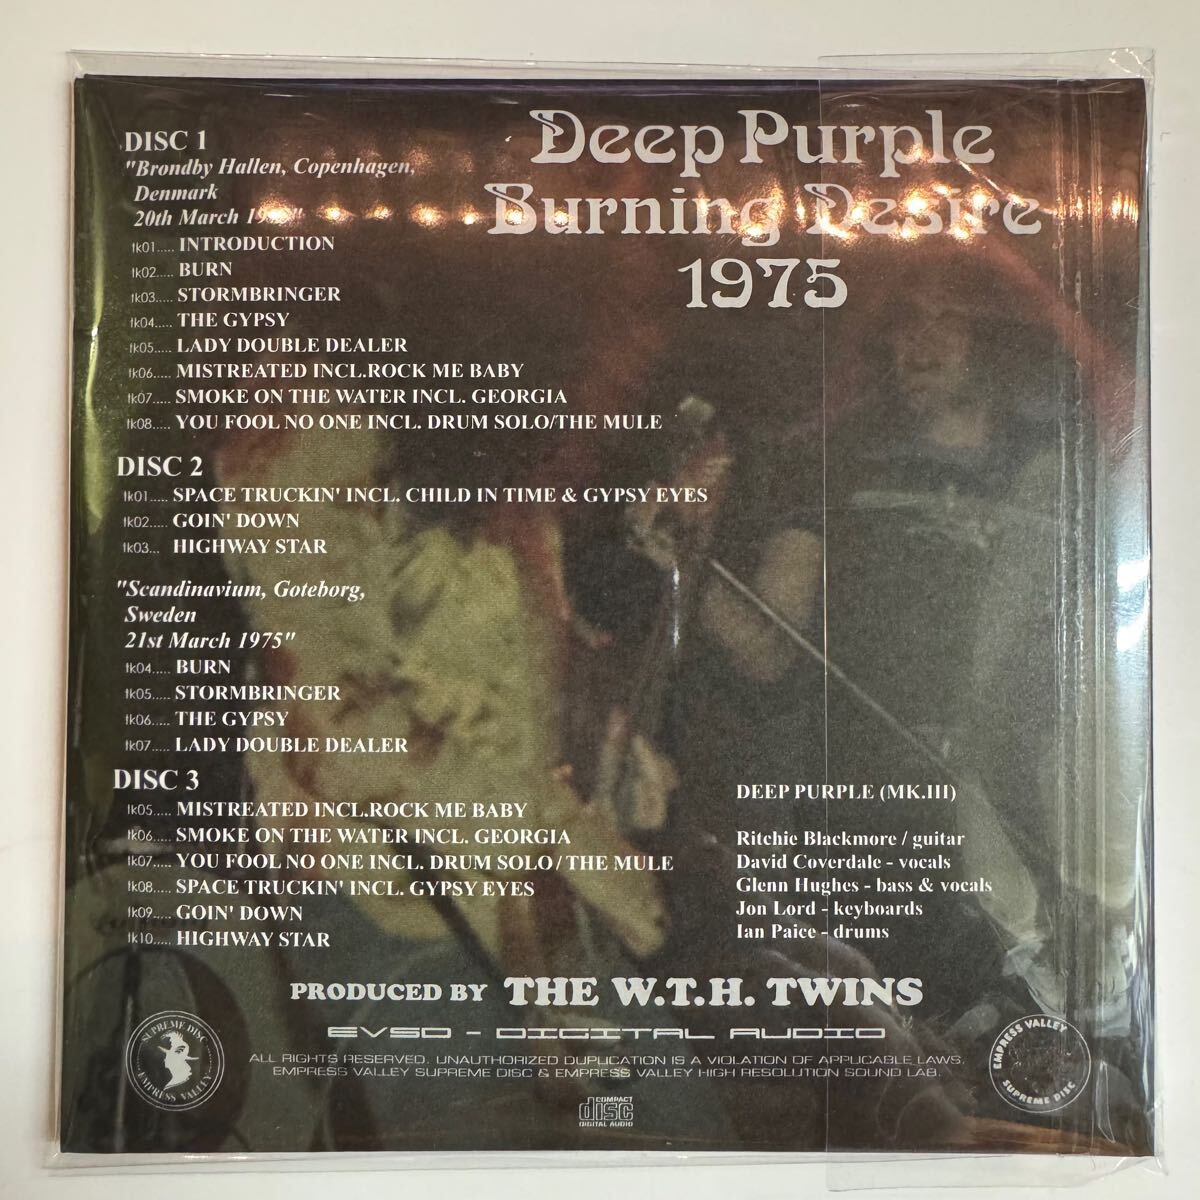 Deep Purple
Burning Desire
1975
DISC 1
"Brondby Hallen, Copenhagen,
Denmark
20th March
tk01..... INTRODUCTION
tk02..... BURN
tk03..... STORMBRINGER
tk04..... THE GYPSY
tk05..... LADY DOUBLE DEALER
tk06..... MISTREATED INCL.ROCK ME BABY
tk07..... SMOKE ON THE WATER INCL. GEORGIA
tk08..... YOU FOOL NO ONE INCL. DRUM SOLO/THE MULE
DISC 2
tk01..... SPACE TRUCKIN' INCL. CHILD IN TIME & GYPSY EYES
tk02..... GOIN' DOWN
tk03... HIGHWAY STAR
"Scandinavium, Goteborg,
Sweden
21st March 1975"
tk04..... BURN
tk05..... STORMBRINGER
tk06..... THE GYPSY
tk07..... LADY DOUBLE DEALER
DISC 3
tk05..... MISTREATED INCL.ROCK ME BABY
tk06..... SMOKE ON THE WATER INCL. GEORGIA
tk07..... YOU FOOL NO ONE INCL. DRUM SOLO / THE MULE
tk08..... SPACE TRUCKIN' INCL. GYPSY EYES
tk09..... GOIN' DOWN
tk10..... HIGHWAY STAR
DEEP PURPLE (MK.III)
Ritchie Blackmore / guitar
David Coverdale - vocals
Glenn Hughes - bass & vocals
Jon Lord - keyboards
Ian Paice - drums
PRODUCED BY THE W.T.H. TWINS
EVSD - DIGITAL AUDIO
ALL RIGHTS RESERVED. UNAUTHORIZED DUPLICATION IS A VIOLATION OF APPLICABLE LAWS.
EMPRESS VALLEY SUPREME DISC & EMPRESS VALLEY HIGH RESOLUTION SOUND LAB.
SUPREME DISC
EMPRESS VALLEY
EMPRESS VALLEY
SUPREME DISC
COMPACT
disc
DIGITAL AUDIO